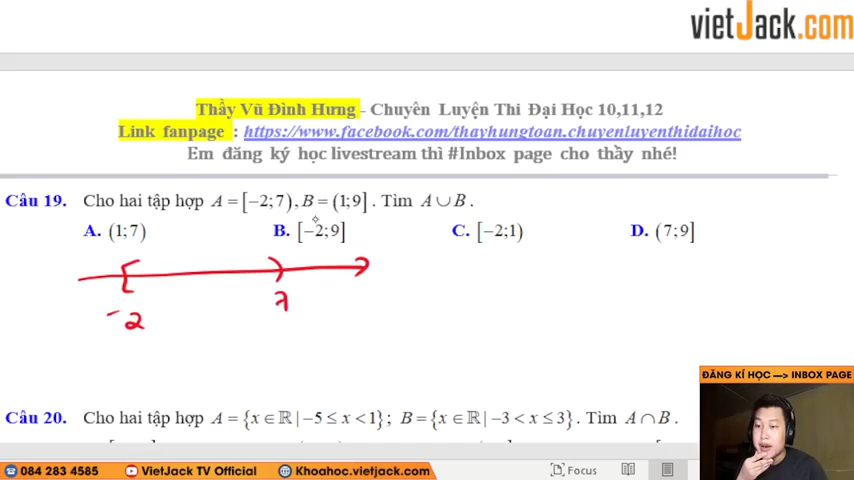 vietJack.com
Thầy Vũ Đình Hưng - Chuyên Luyện Thi Đại Học 10,11,12
Link fanpage : https://www.facebook.com/thayhungtoan.chuyenluyenthidaihoc
Em đăng ký học livestream thì #Inbox page cho thầy nhé!
Câu 19. Cho hai tập hợp A = [−2;7), B = (1;9]. Tìm A ∪ B.
A. (1;7) B. [−2;9] C. [−2;1) D. (7;9]
-2 7
ĐĂNG KÍ HỌC --> INBOX PAGE
Câu 20. Cho hai tập hợp A = {x ∈ ℝ | −5 ≤ x < 1}; B = {x ∈ ℝ | −3 < x ≤ 3}. Tìm A ∩ B.
084 283 4585 VietJack TV Official Khoahoc.vietjack.com Focus